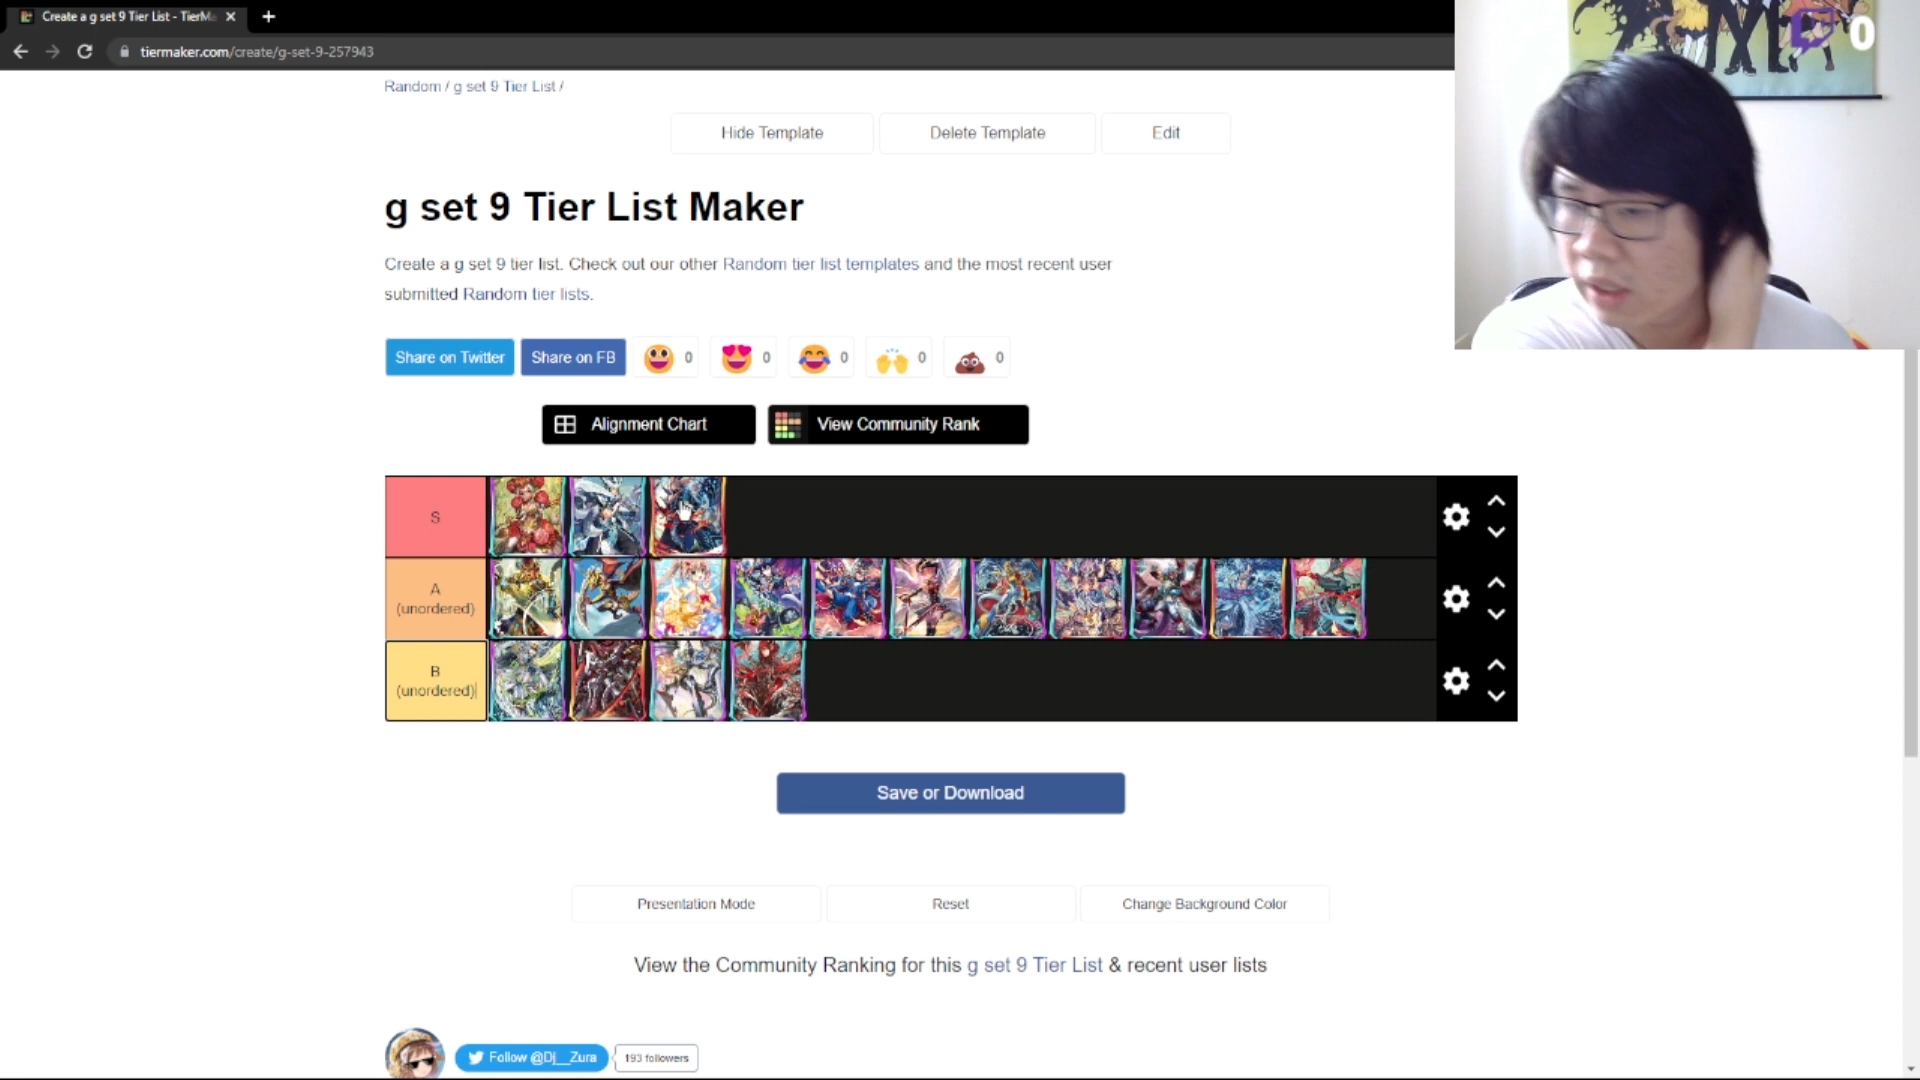 Create a g set 9 Tier List - TierMa
tiermaker.com/create/g-set-9-257943
0
Random / g set 9 Tier List /
Hide Template
Delete Template
Edit
g set 9 Tier List Maker
Create a g set 9 tier list. Check out our other Random tier list templates and the most recent user
submitted Random tier lists.
Share on Twitter
Share on FB
0
0
0
0
0
Alignment Chart
View Community Rank
S
A
(unordered)
B
(unordered)
Save or Download
Presentation Mode
Reset
Change Background Color
View the Community Ranking for this g set 9 Tier List & recent user lists
Follow @Dj__Zura
193 followers